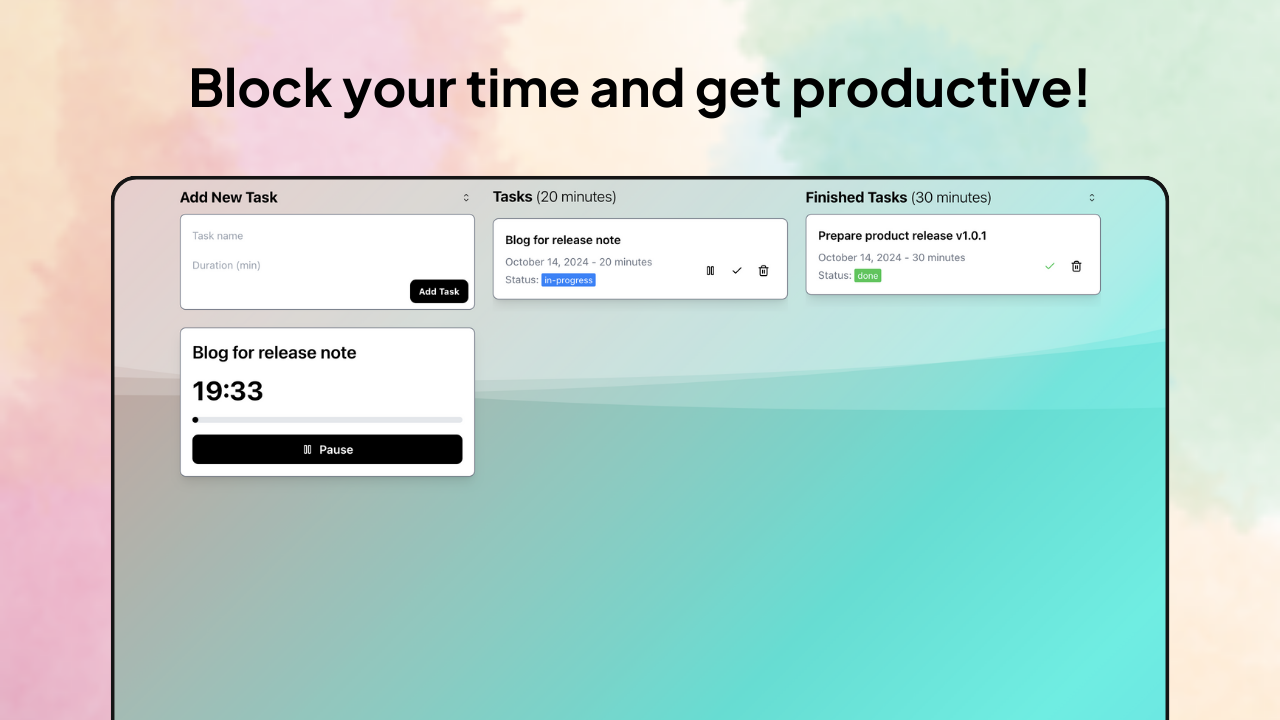 Block your time and get productive!
Add New Task
Task name
Duration (min)
Add Task
Blog for release note
19:33
Pause
Tasks (20 minutes)
Blog for release note
October 14, 2024 - 20 minutes
Status: in-progress
Finished Tasks (30 minutes)
Prepare product release v1.0.1
October 14, 2024 - 30 minutes
Status: done